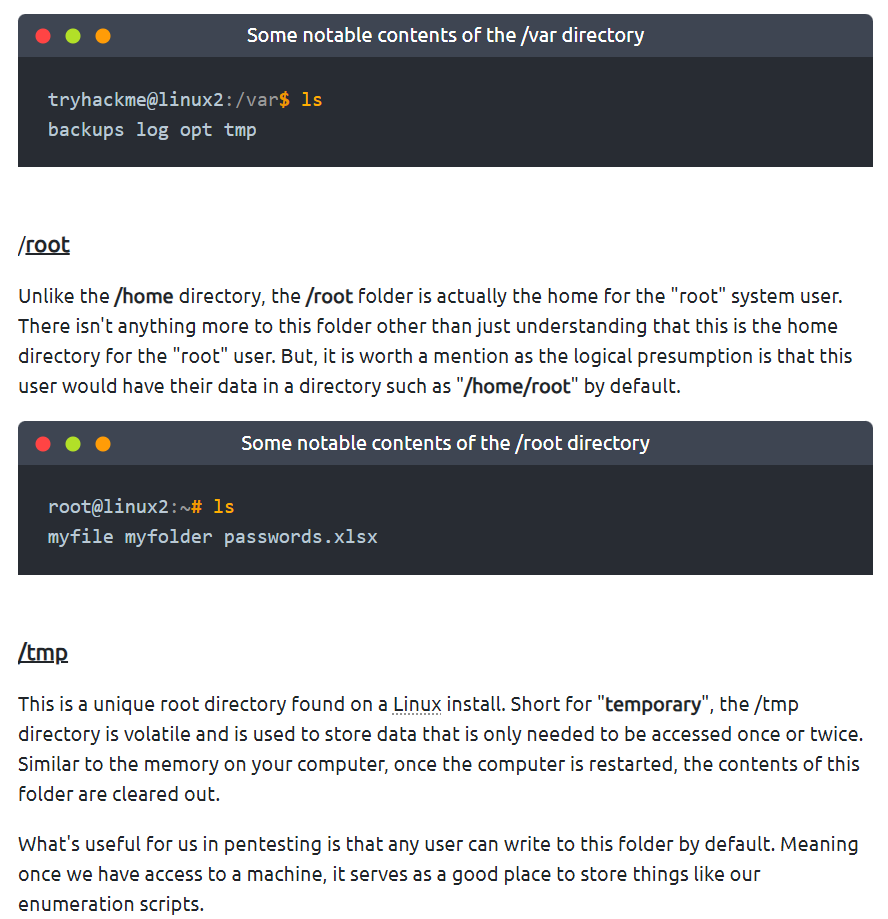 Some notable contents of the /var directory
tryhackme@linux2:/var$ ls
backups log opt tmp
/root
Unlike the /home directory, the /root folder is actually the home for the "root" system user.
There isn't anything more to this folder other than just understanding that this is the home
directory for the "root" user. But, it is worth a mention as the logical presumption is that this
user would have their data in a directory such as "/home/root" by default.
Some notable contents of the /root directory
root@linux2:~# ls
myfile myfolder passwords.xlsx
/tmp
This is a unique root directory found on a Linux install. Short for "temporary", the /tmp
directory is volatile and is used to store data that is only needed to be accessed once or twice.
Similar to the memory on your computer, once the computer is restarted, the contents of this
folder are cleared out.
What's useful for us in pentesting is that any user can write to this folder by default. Meaning
once we have access to a machine, it serves as a good place to store things like our
enumeration scripts.